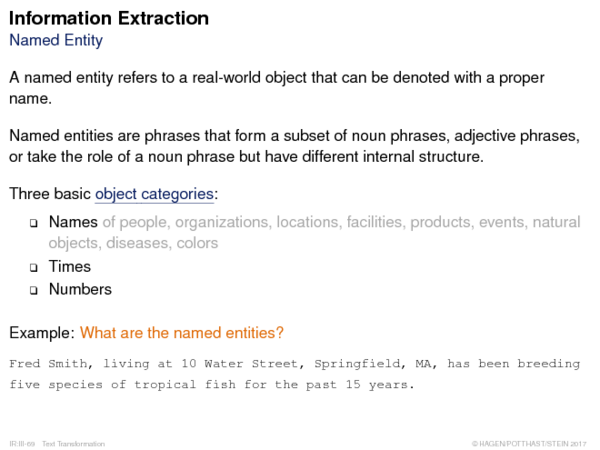 Information Extraction
Named Entity
A named entity refers to a real-world object that can be denoted with a proper
name.
Named entities are phrases that form a subset of noun phrases, adjective phrases,
or take the role of a noun phrase but have different internal structure.
Three basic object categories:
❑ Names of people, organizations, locations, facilities, products, events, natural
objects, diseases, colors
❑ Times
❑ Numbers
Example: What are the named entities?
Fred Smith, living at 10 Water Street, Springfield, MA, has been breeding
five species of tropical fish for the past 15 years.
IR:III-69 Text Transformation © HAGEN/POTTHAST/STEIN 2017